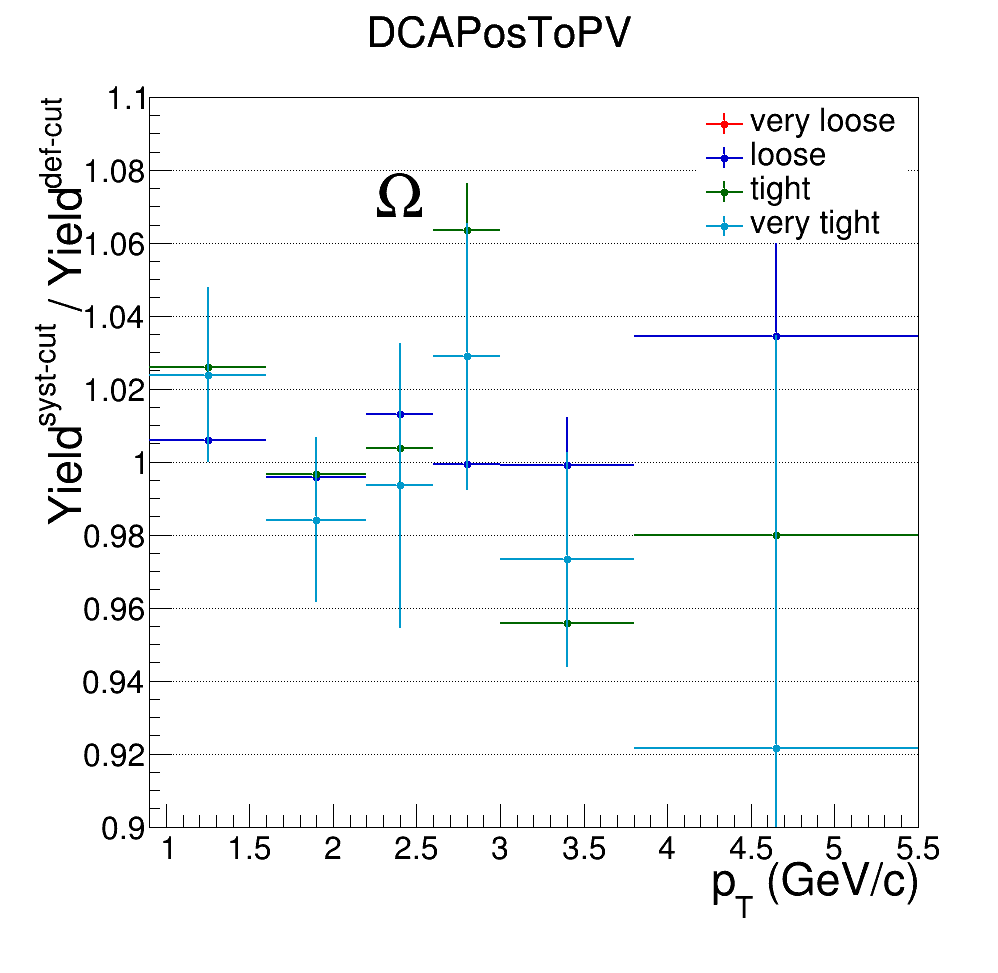 DCAPosToPV
Yield^syst-cut / Yield^def-cut
1.1
1.08
1.06
1.04
1.02
1
0.98
0.96
0.94
0.92
0.9
Ω
very loose
loose
tight
very tight
1 1.5 2 2.5 3 3.5 4 4.5 5 5.5
p_T (GeV/c)